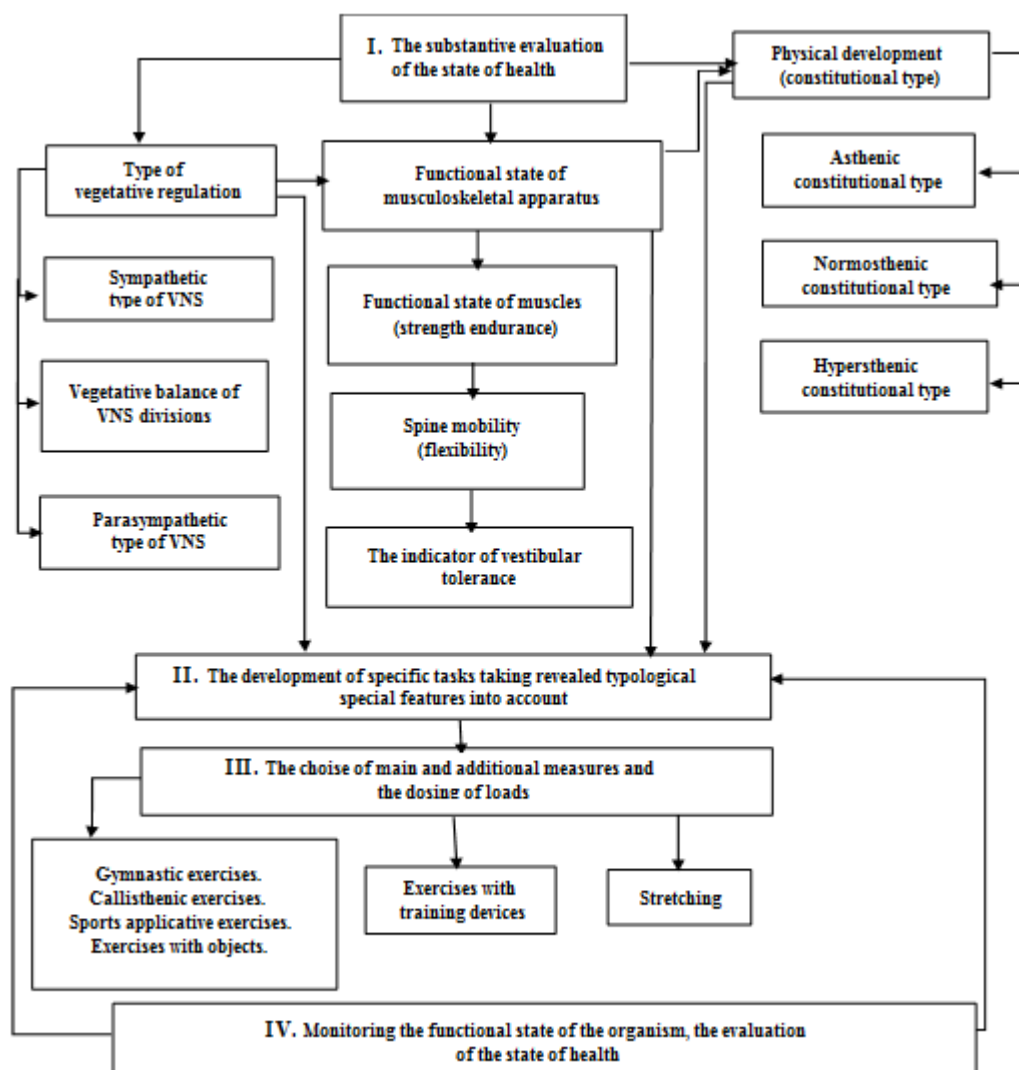 I. The substantive evaluation
of the state of health
Physical development
(constitutional type)
Type of
vegetative regulation
Functional state of
musculoskeletal apparatus
Asthenic
constitutional type
Sympathetic
type of VNS
Functional state of muscles
(strength endurance)
Normosthenic
constitutional type
Vegetative balance of
VNS divisions
Spine mobility
(flexibility)
Hypersthenic
constitutional type
Parasympathetic
type of VNS
The indicator of vestibular
tolerance
II. The development of specific tasks taking revealed typological
special features into account
III. The choise of main and additional measures and
the dosing of loads
Gymnastic exercises.
Callisthenic exercises.
Sports applicative exercises.
Exercises with objects.
Exercises with
training devices
Stretching
IV. Monitoring the functional state of the organism, the evaluation
of the state of health